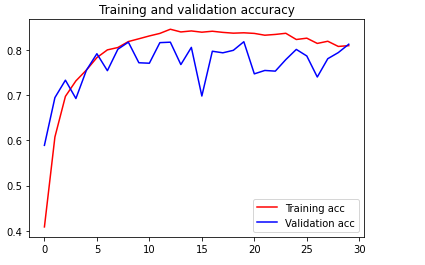 Training and validation accuracy
0.8
0.7
0.6
0.5
0.4
0 5 10 15 20 25 30
Training acc
Validation acc